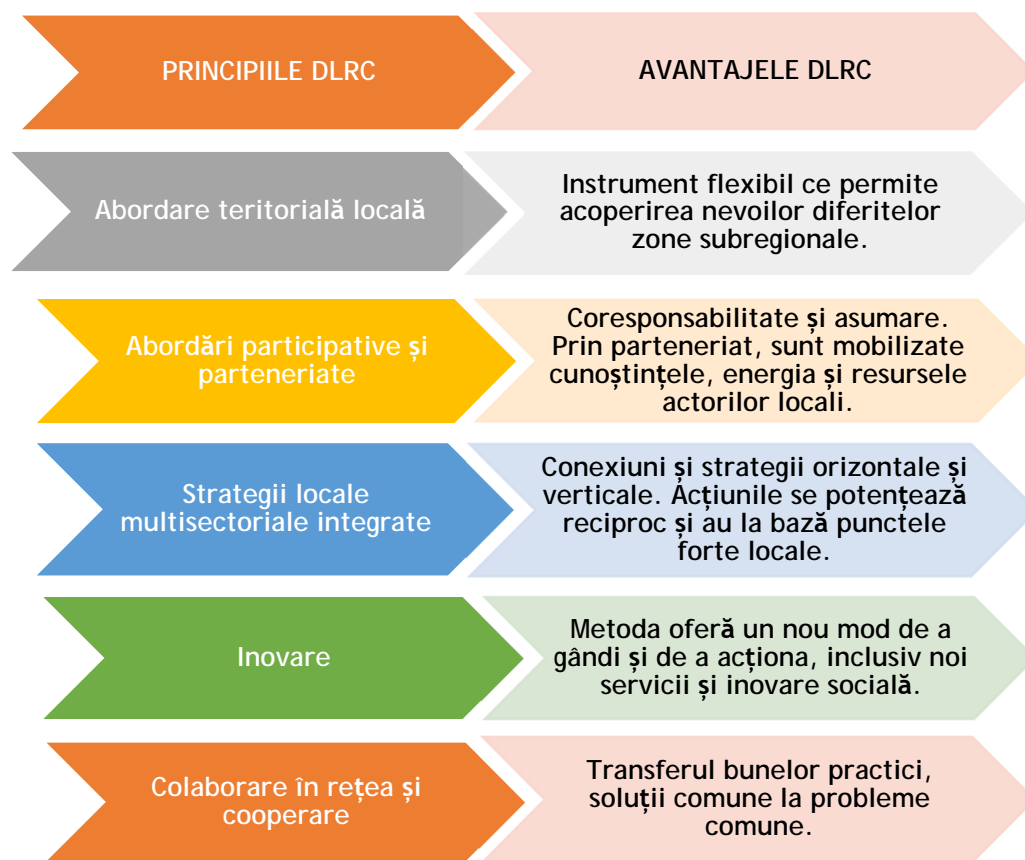 PRINCIPIILE DLRC
AVANTAJELE DLRC
Abordare teritorială locală
Instrument flexibil ce permite
acoperirea nevoilor diferitelor
zone subregionale.
Abordări participative și
parteneriate
Coresponsabilitate și asumare.
Prin parteneriat, sunt mobilizate
cunoștințele, energia și resursele
actorilor locali.
Strategii locale
multisectoriale integrate
Conexiuni și strategii orizontale și
verticale. Acțiunile se potențează
reciproc și au la bază punctele
forte locale.
Inovare
Metoda oferă un nou mod de a
gândi și de a acționa, inclusiv noi
servicii și inovare socială.
Colaborare în rețea și
cooperare
Transferul bunelor practici,
soluții comune la probleme
comune.